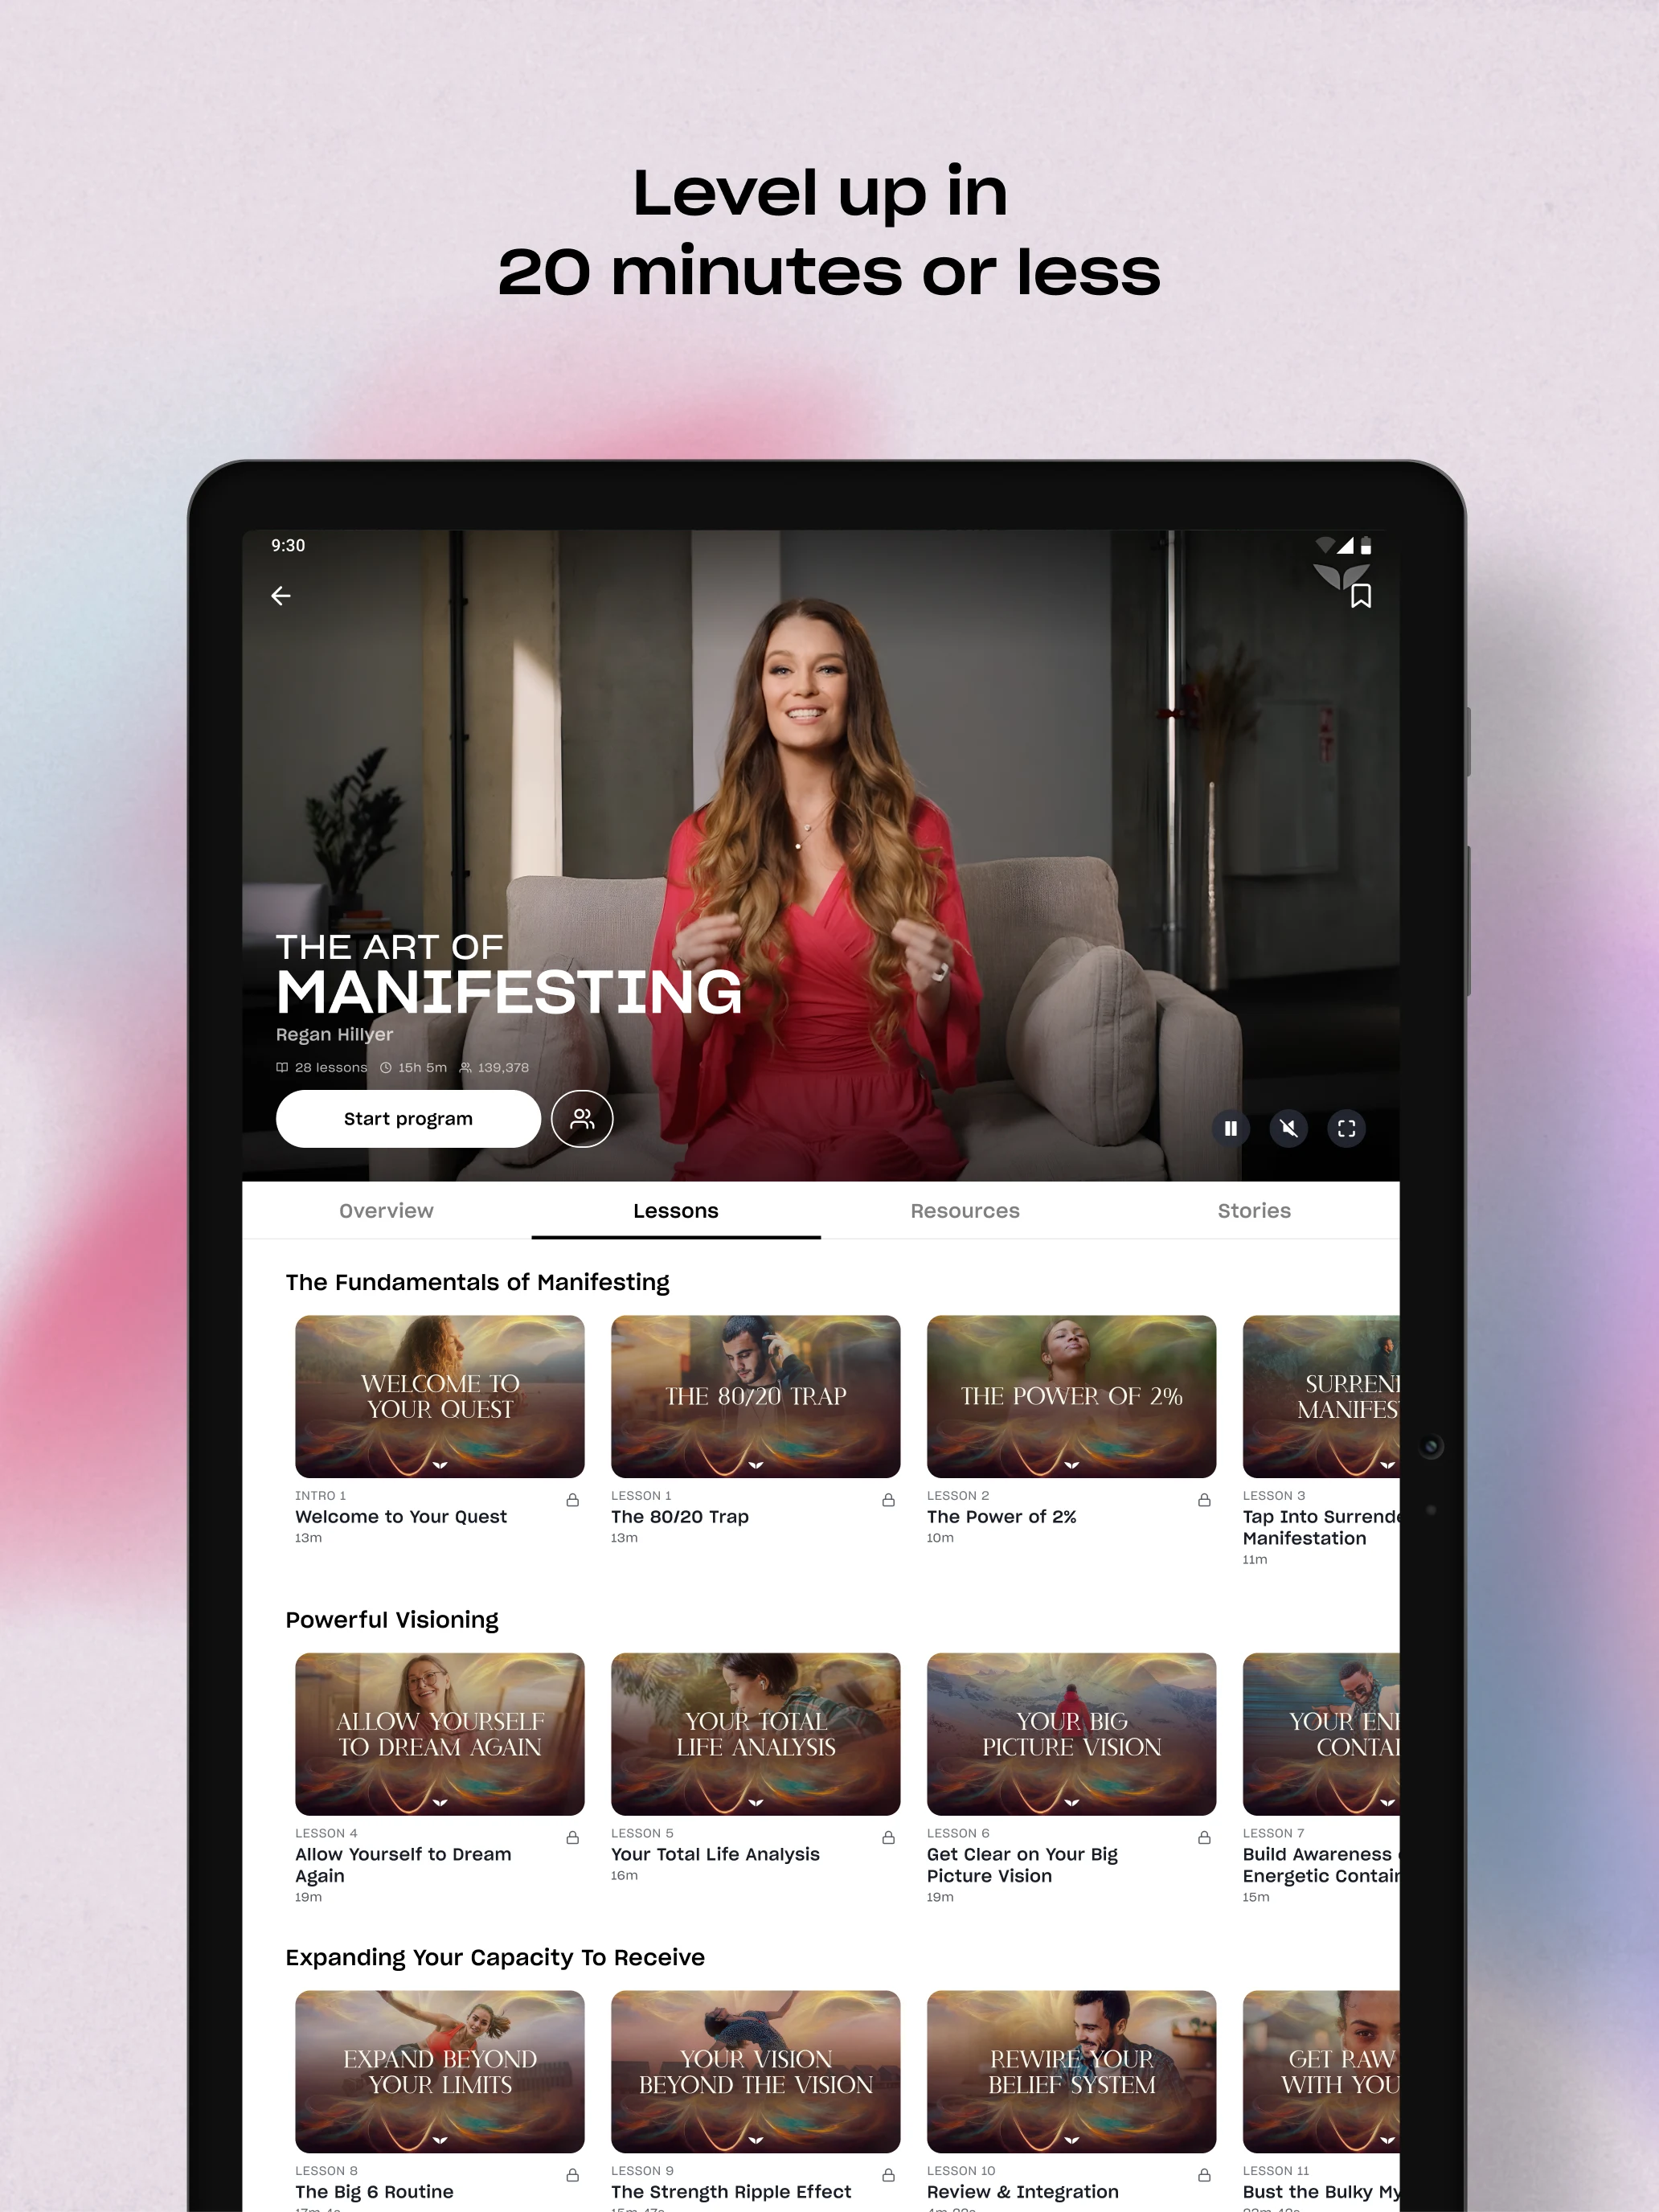 Level up in
20 minutes or less
9:30
THE ART OF
MANIFESTING
Regan Hillyer
28 lessons 15h 5m 139,378
Start program
Overview Lessons Resources Stories
The Fundamentals of Manifesting
WELCOME TO
YOUR QUEST
THE 80/20 TRAP
THE POWER OF 2%
SURREN
MANIFES
INTRO 1
Welcome to Your Quest
13m
LESSON 1
The 80/20 Trap
13m
LESSON 2
The Power of 2%
10m
LESSON 3
Tap Into Surrende
Manifestation
11m
Powerful Visioning
ALLOW YOURSELF
TO DREAM AGAIN
YOUR TOTAL
LIFE ANALYSIS
YOUR BIG
PICTURE VISION
YOUR ENE
CONTAI
LESSON 4
Allow Yourself to Dream
Again
19m
LESSON 5
Your Total Life Analysis
16m
LESSON 6
Get Clear on Your Big
Picture Vision
19m
LESSON 7
Build Awareness
Energetic Contain
15m
Expanding Your Capacity To Receive
EXPAND BEYOND
YOUR LIMITS
YOUR VISION
BEYOND THE VISION
REWIRE YOUR
BELIEF SYSTEM
GET RAW
WITH YOU
LESSON 8
The Big 6 Routine
LESSON 9
The Strength Ripple Effect
LESSON 10
Review & Integration
LESSON 11
Bust the Bulky My